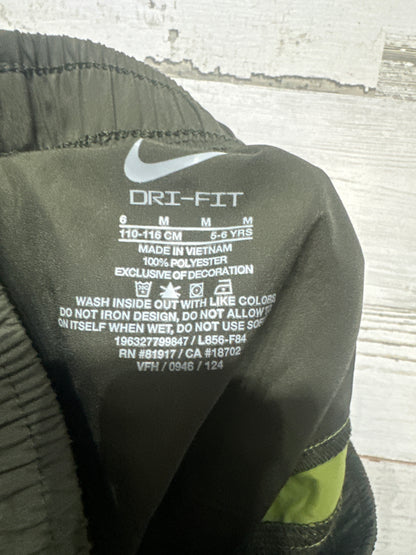 DRI-FIT
6 M M M
110-116 CM 5-6 YRS
MADE IN VIETNAM
100% POLYESTER
EXCLUSIVE OF DECORATION
WASH INSIDE OUT WITH LIKE COLORS
DO NOT IRON DESIGN, DO NOT ALLOW TO
ON ITSELF WHEN WET, DO NOT USE
195327799847 / L856-F84
RN #81917 / CA #18702
VFH / 0946 / 124